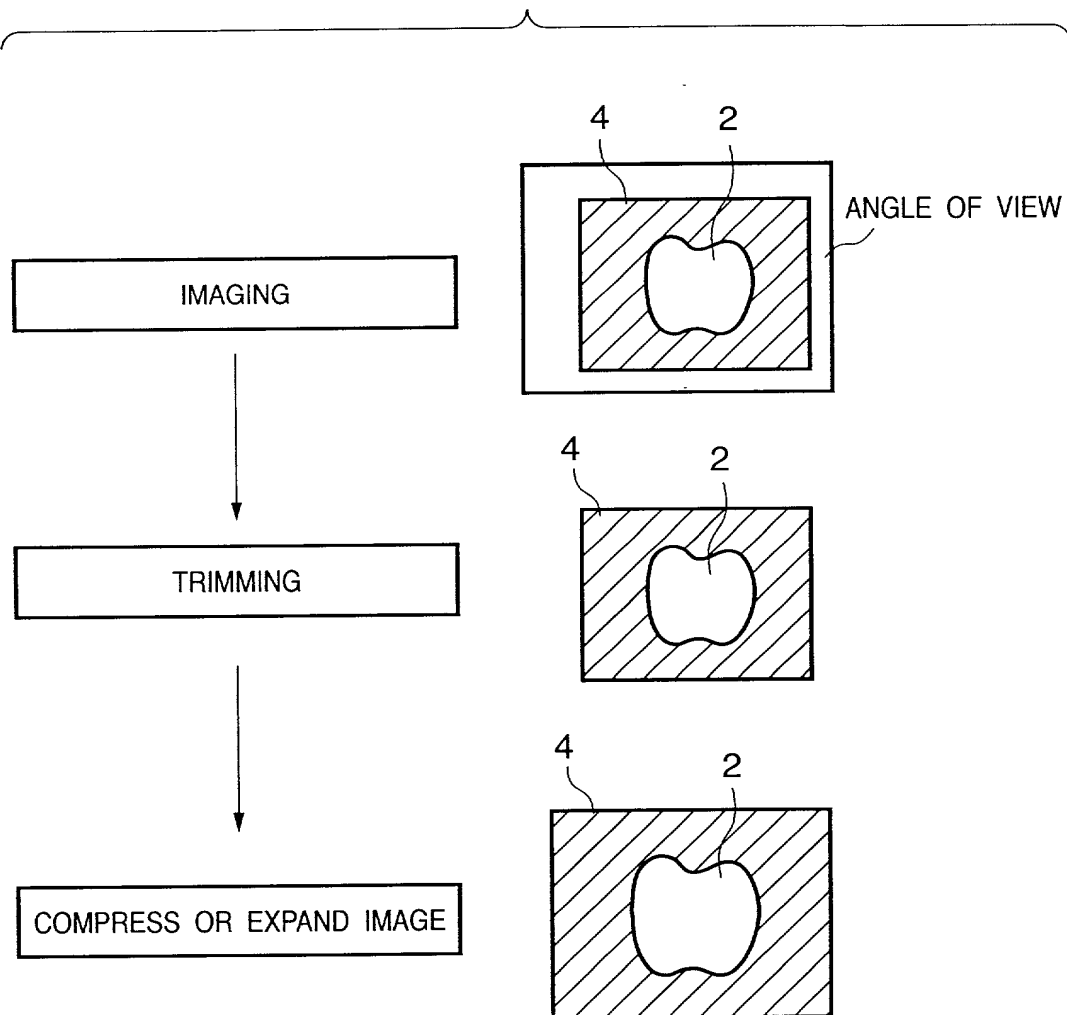 4 2
ANGLE OF VIEW
IMAGING
4 2
TRIMMING
4 2
COMPRESS OR EXPAND IMAGE